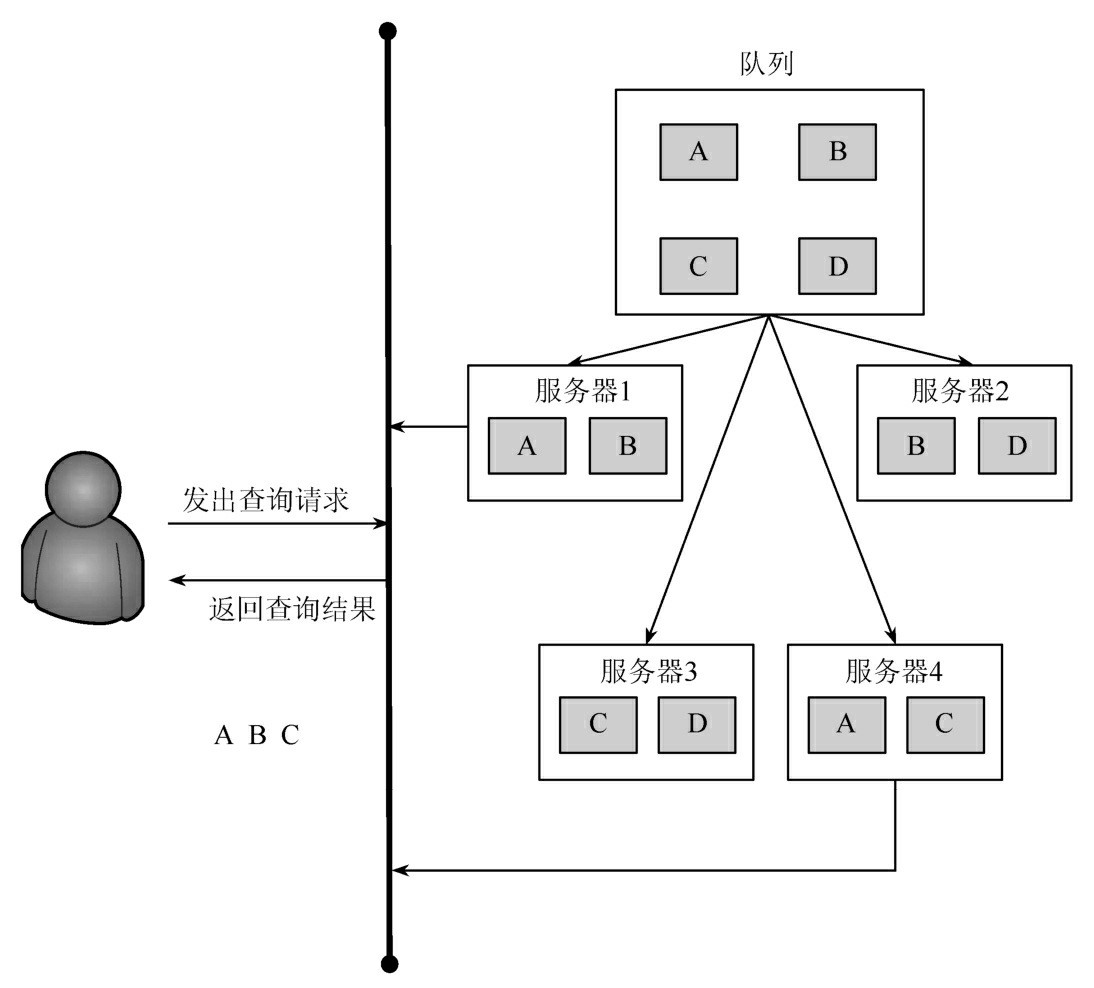 队列
A B
C D
服务器1
A B
服务器2
B D
发出查询请求
返回查询结果
A B C
服务器3
C D
服务器4
A C